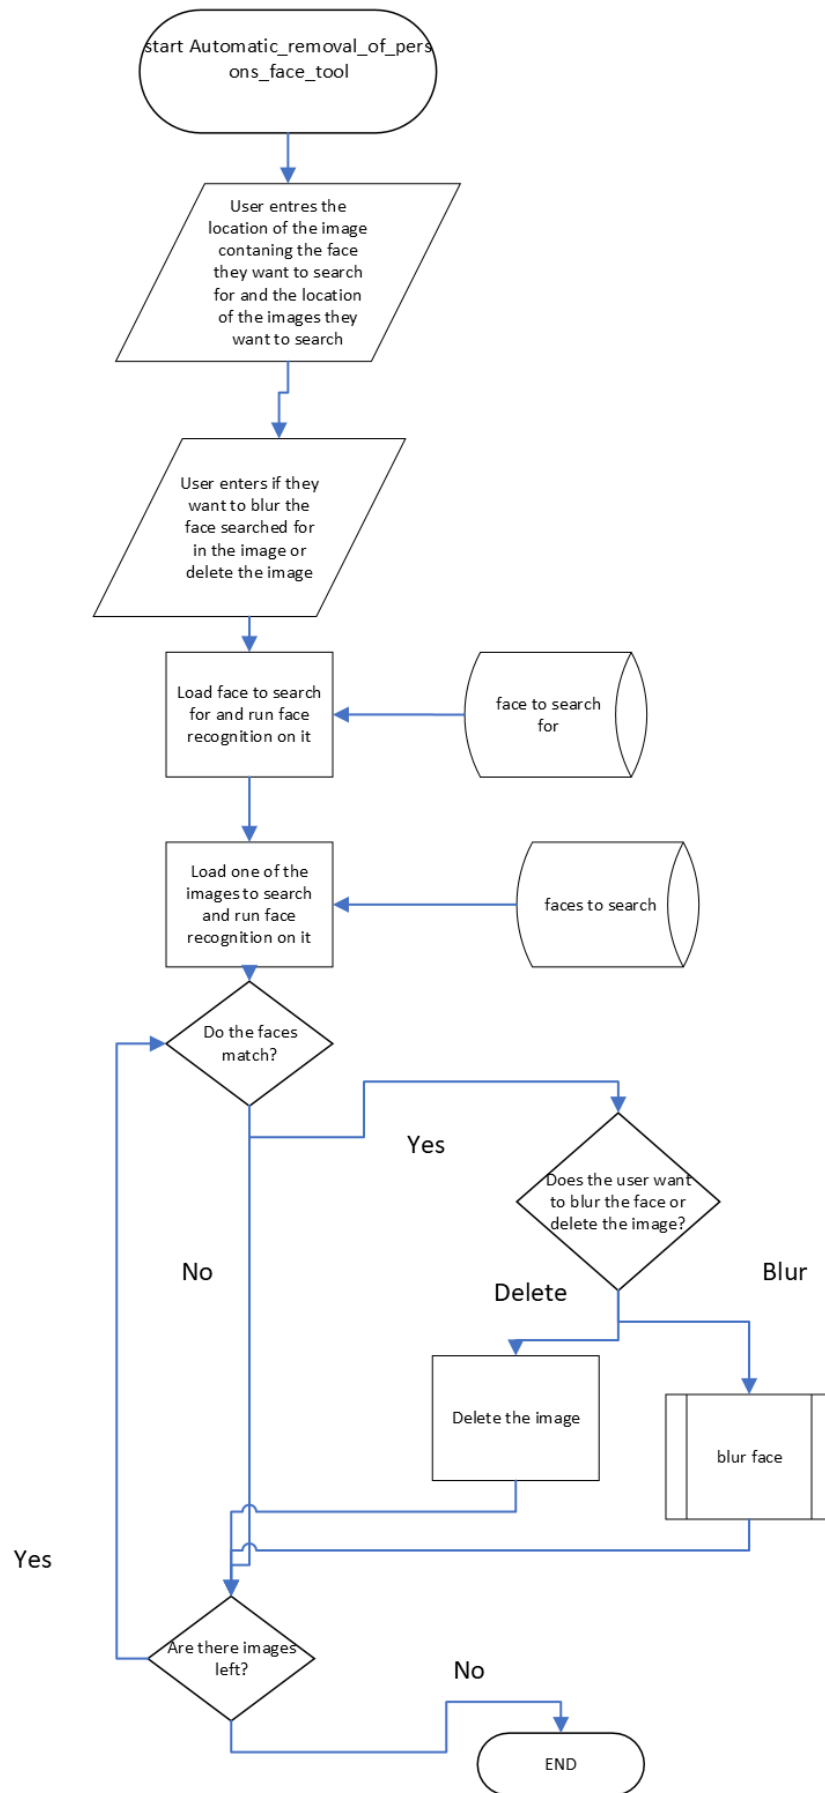 start Automatic_removal_of_pers
ons_face_tool
User entres the
location of the image
contaning the face
they want to search
for and the location
of the images they
want to search
User enters if they
want to blur the
face searched for
in the image or
delete the image
Load face to search
for and run face
recognition on it
face to search
for
Load one of the
images to search
and run face
recognition on it
faces to search
Do the faces
match?
Yes
Does the user want
to blur the face or
delete the image?
No
Delete
Blur
Delete the image
blur face
Yes
Are there images
left?
No
END